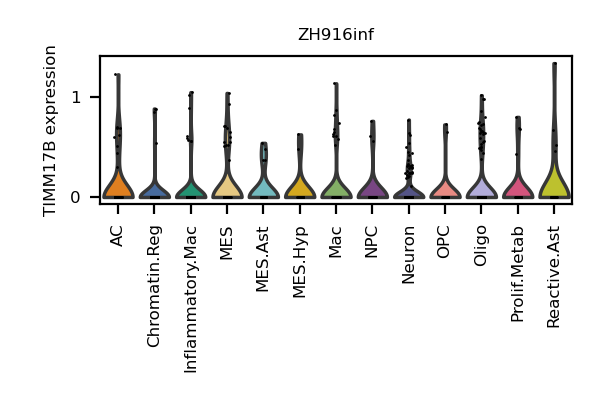 ZH916inf
TIMM17B expression
1
0
AC
Chromatin.Reg
Inflammatory.Mac
MES
MES.Ast
MES.Hyp
Mac
NPC
Neuron
OPC
Oligo
Prolif.Metab
Reactive.Ast